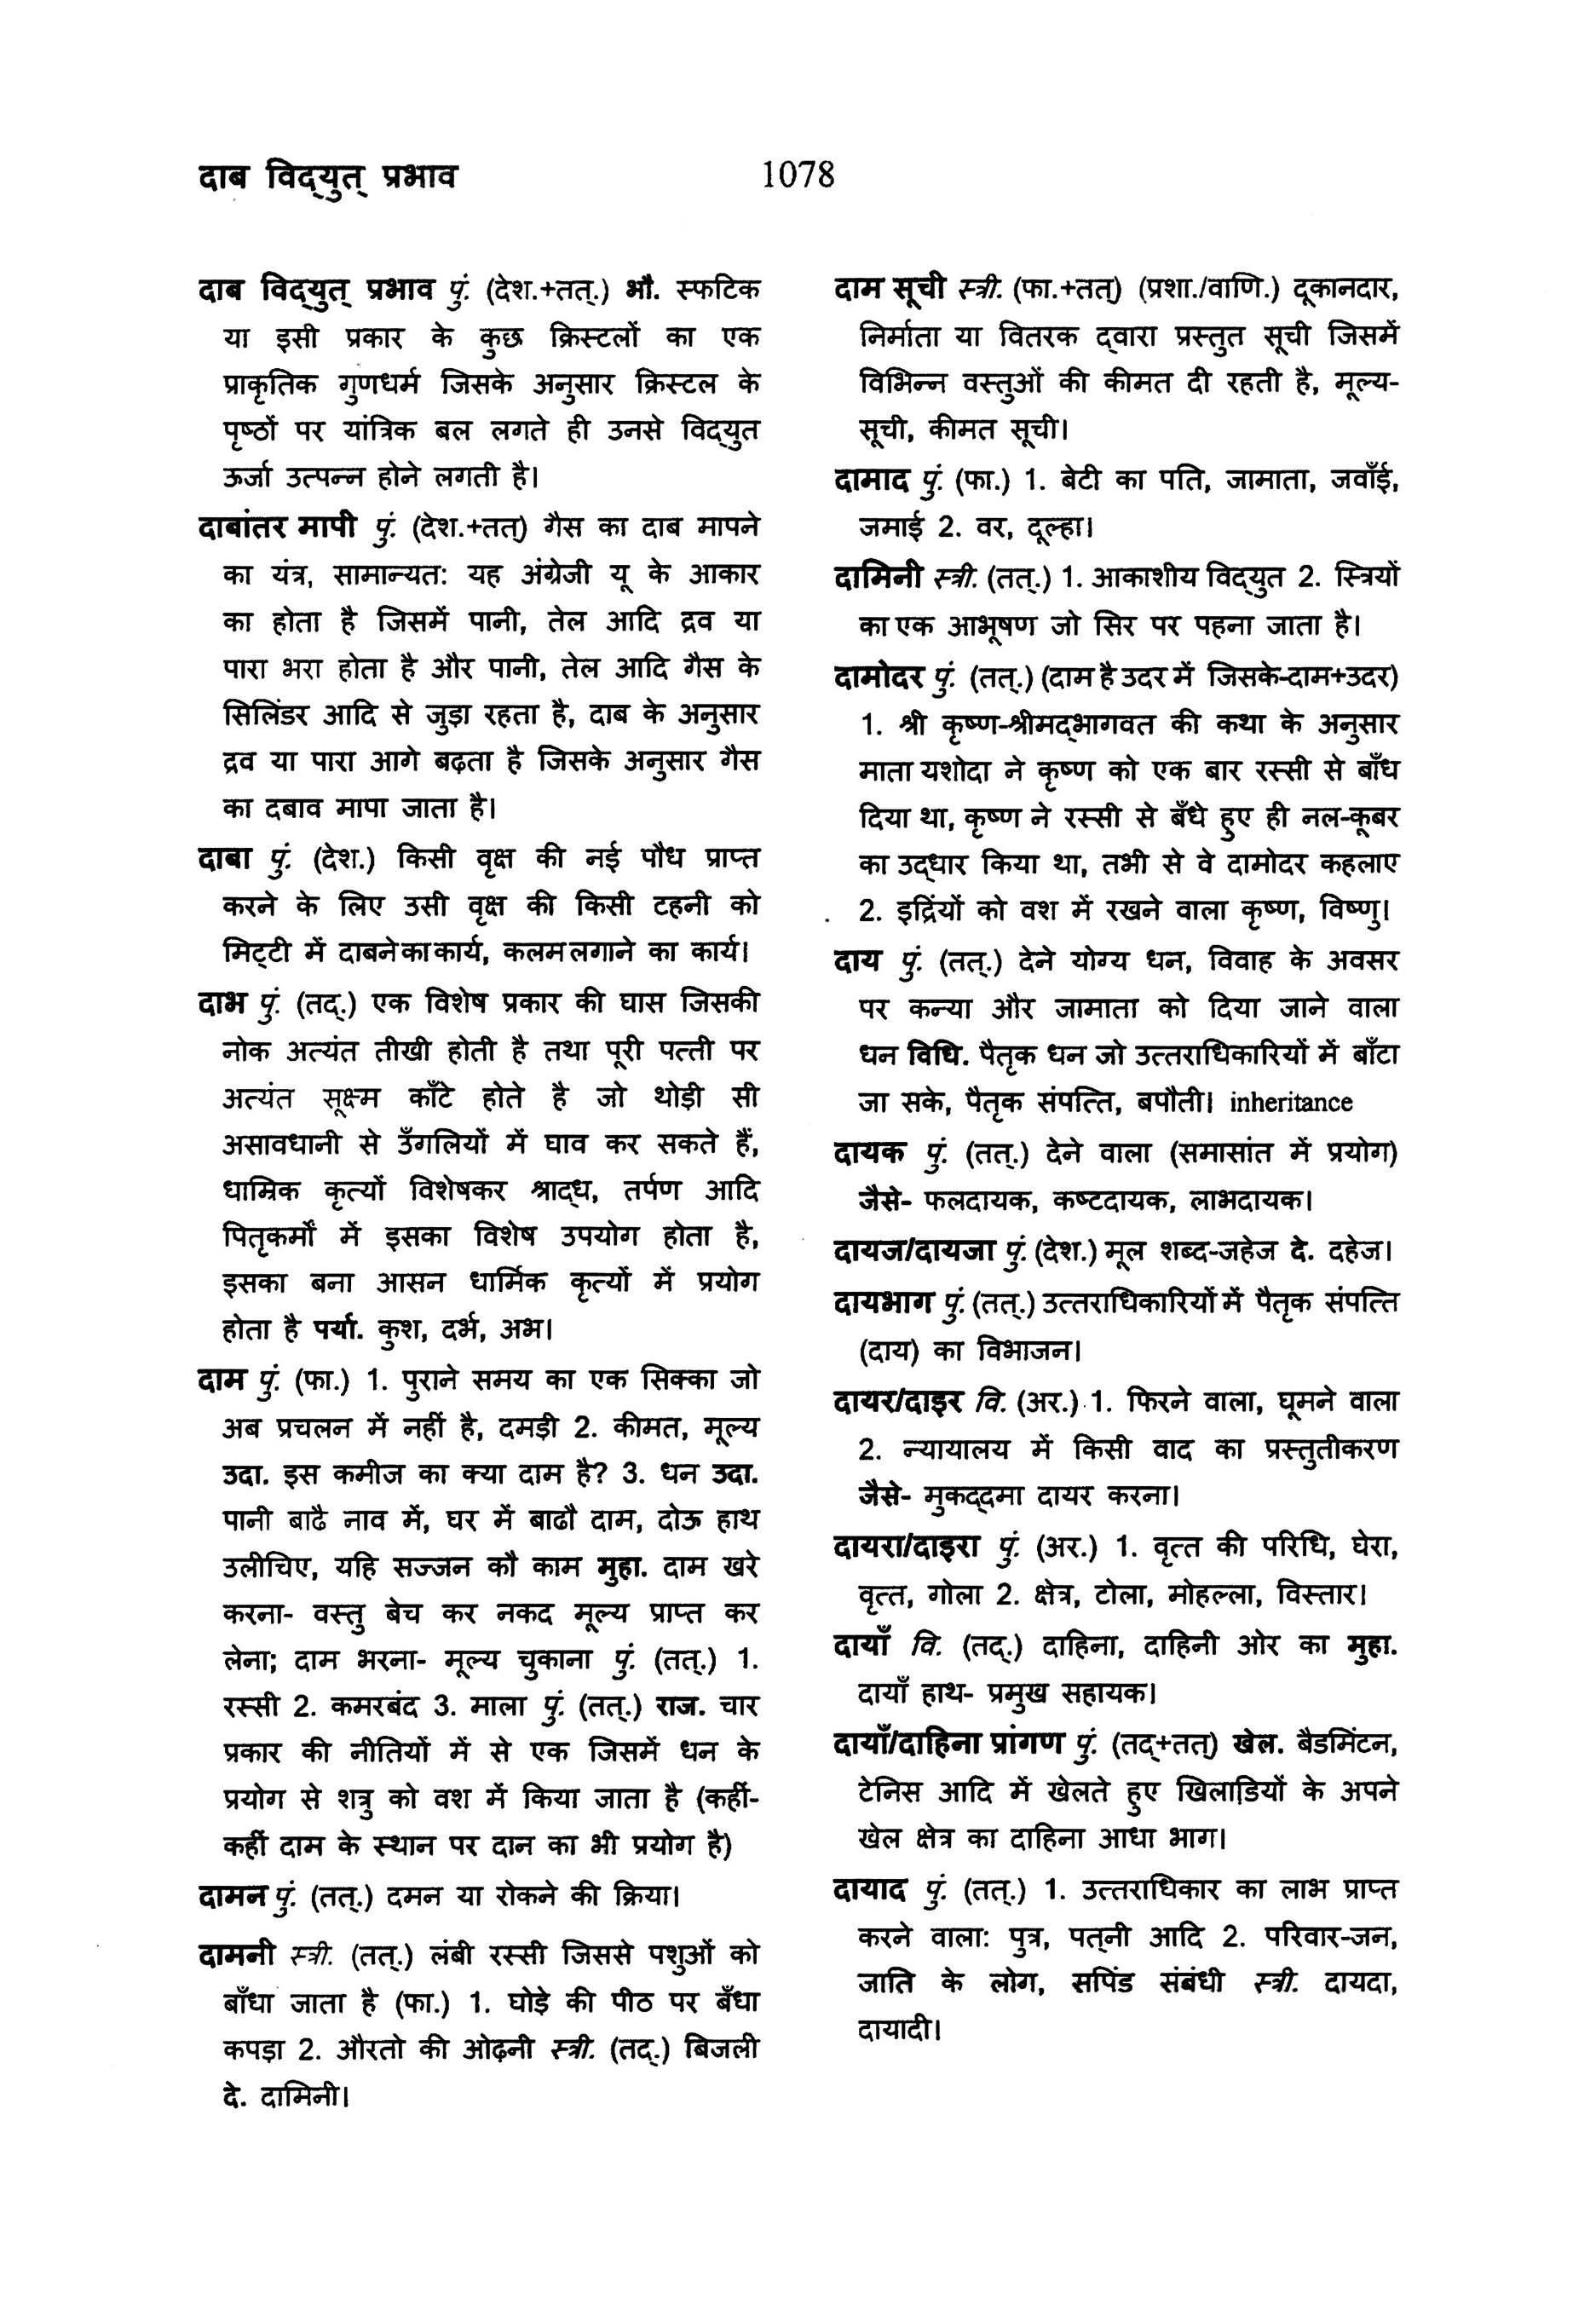 दाब विद्‌युत् प्रभाव
1078
दाब विद्‌युत् प्रभाव पुं. (देश.+तत्.) भौ. स्फटिक
या इसी प्रकार के कुछ क्रिस्टलों का एक
प्राकृतिक गुणधर्म जिसके अनुसार क्रिस्टल के
पृष्ठों पर यांत्रिक बल लगते ही उनसे विद्‌युत
ऊर्जा उत्पन्न होने लगती है।
दाबांतर मापी पुं. (देश.+तत्) गैस का दाब मापने
का यंत्र, सामान्यत: यह अंग्रेजी यू के आकार
का होता है जिसमें पानी, तेल आदि द्रव या
पारा भरा होता है और पानी, तेल आदि गैस के
सिलिंडर आदि से जुड़ा रहता है, दाब के अनुसार
द्रव या पारा आगे बढ़ता है जिसके अनुसार गैस
का दबाव मापा जाता है।
दाबा पुं. (देश.) किसी वृक्ष की नई पौध प्राप्त
करने के लिए उसी वृक्ष की किसी टहनी को
मिट्‌टी में दाबने का कार्य, कलम लगाने का कार्य।
दाभ पुं. (तद्.) एक विशेष प्रकार की घास जिसकी
नोक अत्यंत तीखी होती है तथा पूरी पत्ती पर
अत्यंत सूक्ष्म काँटे होते है जो थोड़ी सी
असावधानी से उँगलियों में घाव कर सकते हैं,
धाम्रिक कृत्यों विशेषकर श्राद्‌ध, तर्पण आदि
पितृकर्मों में इसका विशेष उपयोग होता है,
इसका बना आसन धार्मिक कृत्यों में प्रयोग
होता है पर्या. कुश, दर्भ, अभ।
दाम पुं. (फा.) 1. पुराने समय का एक सिक्का जो
अब प्रचलन में नहीं है, दमड़ी 2. कीमत, मूल्य
उदा. इस कमीज का क्या दाम है? 3. धन उदा.
पानी बाढै नाव में, घर में बाढौ दाम, दोऊ हाथ
उलीचिए, यहि सज्जन कौ काम मुहा. दाम खरे
करना- वस्तु बेच कर नकद मूल्य प्राप्त कर
लेना; दाम भरना- मूल्य चुकाना पुं. (तत्.) 1.
रस्सी 2. कमरबंद 3. माला पुं. (तत्.) राज. चार
प्रकार की नीतियों में से एक जिसमें धन के
प्रयोग से शत्रु को वश में किया जाता है (कहीं-
कहीं दाम के स्थान पर दान का भी प्रयोग है)
दामन पुं. (तत्.) दमन या रोकने की क्रिया।
दामनी स्त्री. (तत्.) लंबी रस्सी जिससे पशुओं को
बाँधा जाता है (फा.) 1. घोड़े की पीठ पर बँधा
कपड़ा 2. औरतो की ओढ़नी स्त्री. (तद्.) बिजली
दे. दामिनी।
दाम सूची स्त्री. (फा.+तत्) (प्रशा./वाणि.) दूकानदार,
निर्माता या वितरक द्‌वारा प्रस्तुत सूची जिसमें
विभिन्न वस्तुओं की कीमत दी रहती है, मूल्य-
सूची, कीमत सूची।
दामाद पुं. (फा.) 1. बेटी का पति, जामाता, जवाँई,
जमाई 2. वर, दूल्हा।
दामिनी स्त्री. (तत्.) 1. आकाशीय विद्‌युत 2. स्त्रियों
का एक आभूषण जो सिर पर पहना जाता है।
दामोदर पुं. (तत्.) (दाम है उदर में जिसके-दाम+उदर)
1. श्री कृष्ण-श्रीमद्‌भागवत की कथा के अनुसार
माता यशोदा ने कृष्ण को एक बार रस्सी से बाँध
दिया था, कृष्ण ने रस्सी से बँधे हुए ही नल-कूबर
का उद्‌धार किया था, तभी से वे दामोदर कहलाए
2. इद्रिंयों को वश में रखने वाला कृष्ण, विष्णु।
दाय पुं. (तत्.) देने योग्य धन, विवाह के अवसर
पर कन्या और जामाता को दिया जाने वाला
धन विधि. पैतृक धन जो उत्तराधिकारियों में बाँटा
जा सके, पैतृक संपत्ति, बपौती। inheritance
दायक पुं. (तत्.) देने वाला (समासांत में प्रयोग)
जैसे- फलदायक, कष्टदायक, लाभदायक।
दायज/दायजा पुं. (देश.) मूल शब्द-जहेज दे. दहेज।
दायभाग पुं. (तत्.) उत्तराधिकारियों में पैतृक संपत्ति
(दाय) का विभाजन।
दायर/दाइर वि. (अर.) 1. फिरने वाला, घूमने वाला
2. न्यायालय में किसी वाद का प्रस्तुतीकरण
जैसे- मुकद्‌दमा दायर करना।
दायरा/दाइरा पुं. (अर.) 1. वृत्त की परिधि, घेरा,
वृत्त, गोला 2. क्षेत्र, टोला, मोहल्ला, विस्तार।
दायाँ वि. (तद्.) दाहिना, दाहिनी ओर का मुहा.
दायाँ हाथ- प्रमुख सहायक।
दायाँ/दाहिना प्रांगण पुं. (तद्+तत्) खेल. बैडमिंटन,
टेनिस आदि में खेलते हुए खिलाडि़यों के अपने
खेल क्षेत्र का दाहिना आधा भाग।
दायाद पुं. (तत्.) 1. उत्तराधिकार का लाभ प्राप्त
करने वाला: पुत्र, पत्‌नी आदि 2. परिवार-जन,
जाति के लोग, सपिंड संबंधी स्त्री. दायदा,
दायादी।